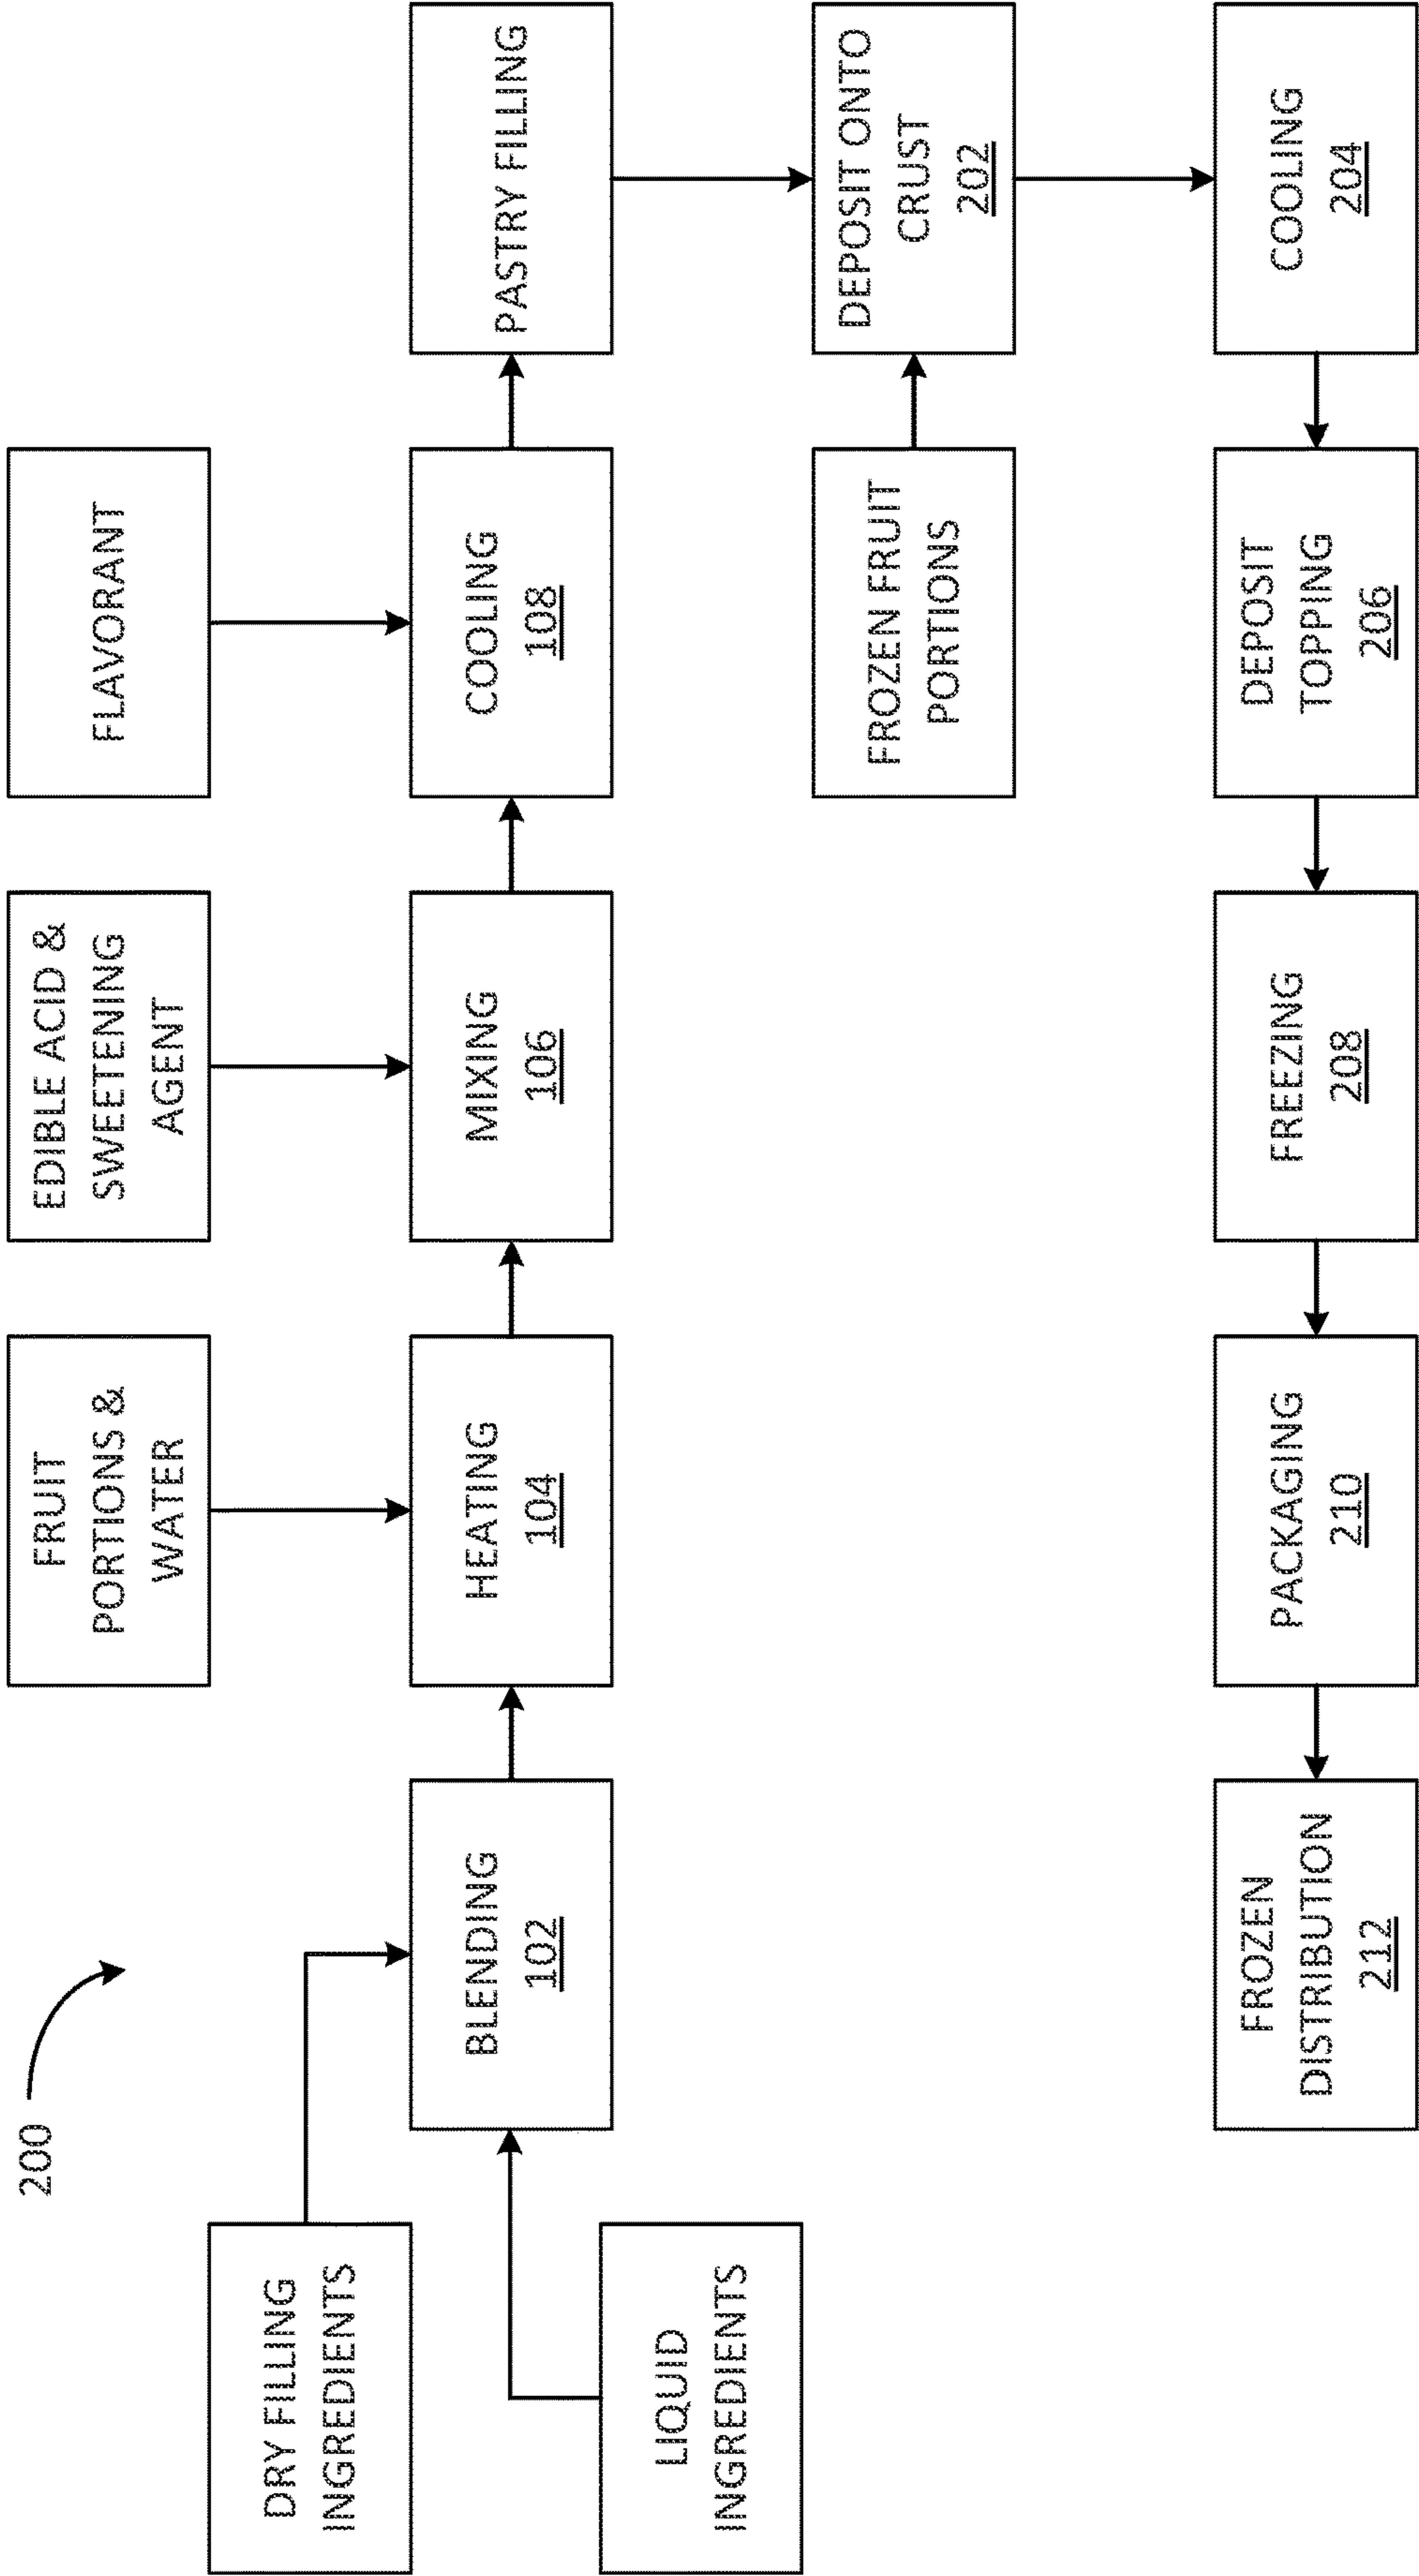 200
DRY FILLING
INGREDIENTS
LIQUID
INGREDIENTS
BLENDING
102
FRUIT
PORTIONS &
WATER
HEATING
104
EDIBLE ACID &
SWEETENING
AGENT
MIXING
106
FLAVORANT
COOLING
108
PASTRY FILLING
FROZEN FRUIT
PORTIONS
DEPOSIT ONTO
CRUST
202
COOLING
204
DEPOSIT
TOPPING
206
FREEZING
208
PACKAGING
210
FROZEN
DISTRIBUTION
212